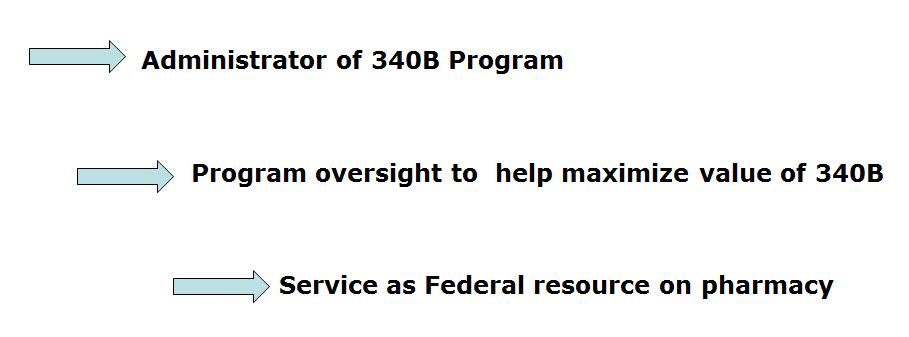 Administrator of 340B Program
Program oversight to  help maximize value of 340B
Service as Federal resource on pharmacy